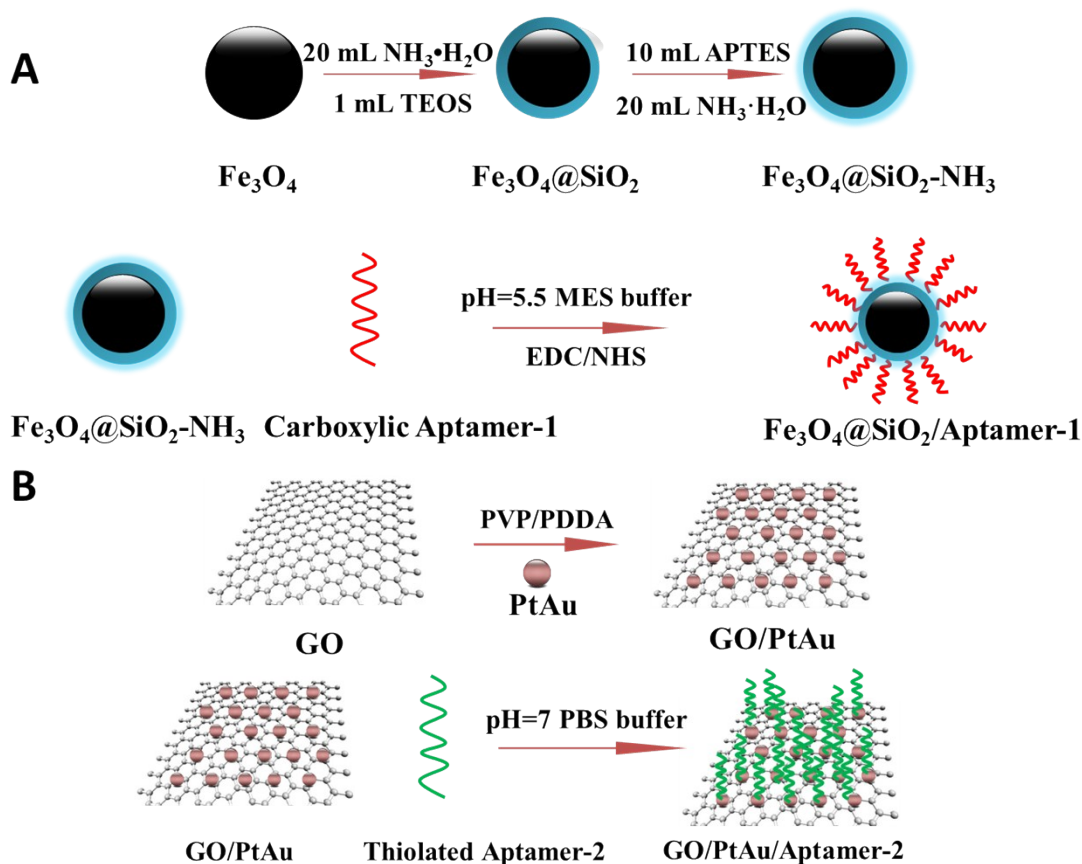 A
20 mL NH₃•H₂O
1 mL TEOS
10 mL APTES
20 mL NH₃·H₂O
Fe₃O₄
Fe₃O₄@SiO₂
Fe₃O₄@SiO₂-NH₃
pH=5.5 MES buffer
EDC/NHS
Fe₃O₄@SiO₂-NH₃
Carboxylic Aptamer-1
Fe₃O₄@SiO₂/Aptamer-1
B
PVP/PDDA
PtAu
GO
GO/PtAu
pH=7 PBS buffer
GO/PtAu
Thiolated Aptamer-2
GO/PtAu/Aptamer-2